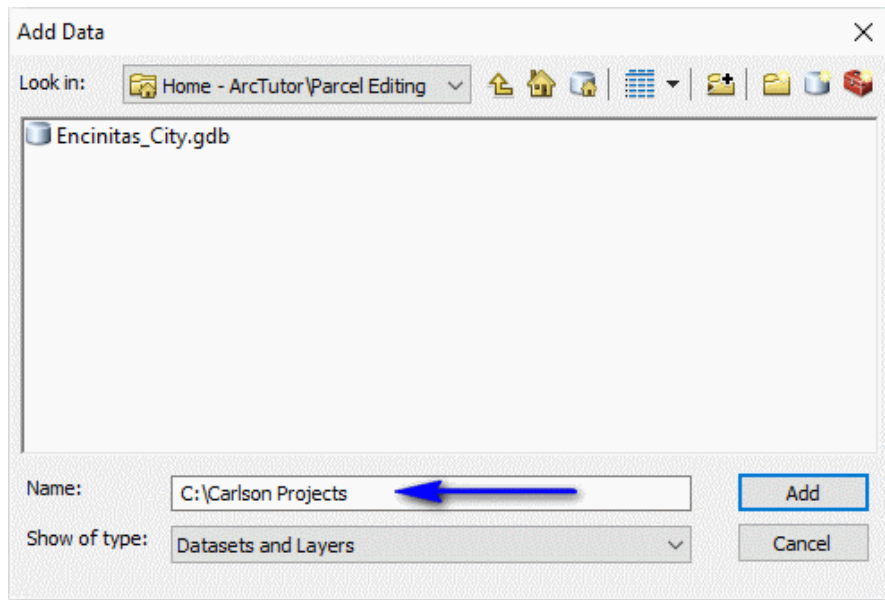 Add Data
Look in: Home - ArcTutor\Parcel Editing
Encinitas_City.gdb
Name: C:\Carlson Projects Add
Show of type: Datasets and Layers Cancel